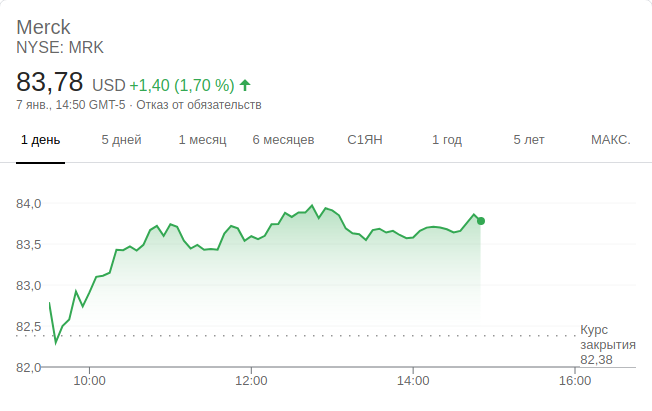 Merck
NYSE: MRK
83,78 USD +1,40 (1,70 %)
7 янв., 14:50 GMT-5 · Отказ от обязательств
1 день 5 дней 1 месяц 6 месяцев С1ЯН 1 год 5 лет МАКС.
84,0
83,5
83,0
82,5
Курс
закрытия
82,38
82,0
10:00 12:00 14:00 16:00